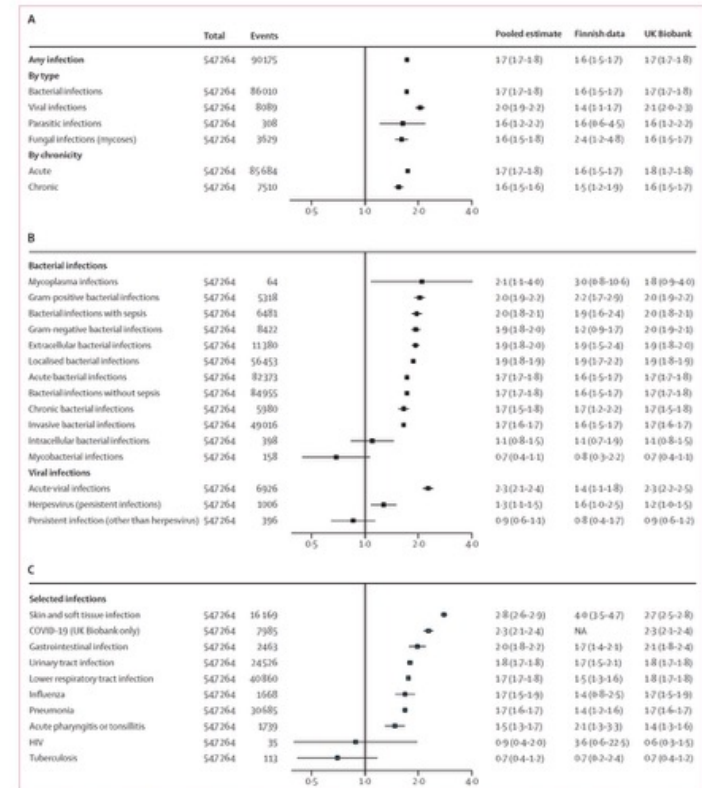 A
Total Events Pooled estimate Finnish data UK Biobank
Any infection 547264 90175 1·7 (1·7-1·8) 1·6 (1·5-1·7) 1·7 (1·7-1·8)
By type
Bacterial infections 547264 86010 1·7 (1·7-1·8) 1·6 (1·5-1·7) 1·7 (1·7-1·8)
Viral infections 547264 8089 2·0 (1·9-2·2) 1·4 (1·1-1·7) 2·1 (2·0-2·3)
Parasitic infections 547264 308 1·6 (1·2-2·2) 1·6 (0·6-4·5) 1·6 (1·2-2·2)
Fungal infections (mycoses) 547264 3629 1·6 (1·5-1·8) 2·4 (1·2-4·8) 1·6 (1·5-1·7)
By chronicity
Acute 547264 85684 1·7 (1·7-1·8) 1·6 (1·5-1·7) 1·8 (1·7-1·8)
Chronic 547264 7510 1·6 (1·5-1·6) 1·5 (1·2-1·9) 1·6 (1·5-1·7)
0·5 1·0 2·0 4·0
B
Bacterial infections
Mycoplasma infections 547264 64 2·1 (1·1-4·0) 3·0 (0·8-10·6) 1·8 (0·9-4·0)
Gram-positive bacterial infections 547264 5318 2·0 (1·9-2·2) 2·2 (1·7-2·9) 2·0 (1·9-2·2)
Bacterial infections with sepsis 547264 6481 2·0 (1·8-2·1) 1·9 (1·6-2·4) 2·0 (1·8-2·1)
Gram-negative bacterial infections 547264 8422 1·9 (1·8-2·0) 1·2 (0·9-1·7) 2·0 (1·9-2·1)
Extracellular bacterial infections 547264 11380 1·9 (1·8-2·0) 1·9 (1·5-2·4) 1·9 (1·8-2·0)
Localised bacterial infections 547264 56453 1·9 (1·8-1·9) 1·9 (1·7-2·2) 1·9 (1·8-1·9)
Acute bacterial infections 547264 82373 1·7 (1·7-1·8) 1·6 (1·5-1·7) 1·7 (1·7-1·8)
Bacterial infections without sepsis 547264 84955 1·7 (1·7-1·8) 1·6 (1·5-1·7) 1·7 (1·7-1·8)
Chronic bacterial infections 547264 5980 1·7 (1·5-1·8) 1·7 (1·2-2·2) 1·7 (1·5-1·8)
Invasive bacterial infections 547264 49016 1·7 (1·6-1·7) 1·6 (1·5-1·7) 1·7 (1·6-1·7)
Intracellular bacterial infections 547264 398 1·1 (0·8-1·5) 1·1 (0·7-1·9) 1·1 (0·8-1·5)
Mycobacterial infections 547264 158 0·7 (0·4-1·1) 0·8 (0·3-2·2) 0·7 (0·4-1·1)
Viral infections
Acute viral infections 547264 6926 2·3 (2·1-2·4) 1·4 (1·1-1·8) 2·3 (2·2-2·5)
Herpesvirus (persistent infections) 547264 1006 1·3 (1·1-1·5) 1·6 (1·0-2·5) 1·2 (1·0-1·5)
Persistent infection (other than herpesvirus) 547264 396 0·9 (0·6-1·1) 0·8 (0·4-1·7) 0·9 (0·6-1·2)
0·5 1·0 2·0 4·0
C
Selected infections
Skin and soft tissue infection 547264 16 169 2·8 (2·6-2·9) 4·0 (3·5-4·7) 2·7 (2·5-2·8)
COVID-19 (UK Biobank only) 547264 7985 2·3 (2·1-2·4) NA 2·3 (2·1-2·4)
Gastrointestinal infection 547264 2463 2·0 (1·8-2·2) 1·7 (1·4-2·1) 2·1 (1·8-2·4)
Urinary tract infection 547264 24526 1·8 (1·7-1·8) 1·7 (1·5-2·1) 1·8 (1·7-1·8)
Lower respiratory tract infection 547264 40860 1·7 (1·7-1·8) 1·5 (1·3-1·6) 1·8 (1·7-1·8)
Influenza 547264 1668 1·7 (1·5-1·9) 1·4 (0·8-2·5) 1·7 (1·5-1·9)
Pneumonia 547264 30685 1·7 (1·6-1·7) 1·4 (1·2-1·6) 1·7 (1·6-1·7)
Acute pharyngitis or tonsillitis 547264 1739 1·5 (1·3-1·7) 2·1 (1·3-3·3) 1·4 (1·3-1·6)
HIV 547264 35 0·9 (0·4-2·0) 3·6 (0·6-22·5) 0·6 (0·3-1·5)
Tuberculosis 547264 113 0·7 (0·4-1·2) 0·7 (0·2-2·4) 0·7 (0·4-1·2)
0·5 1·0 2·0 4·0